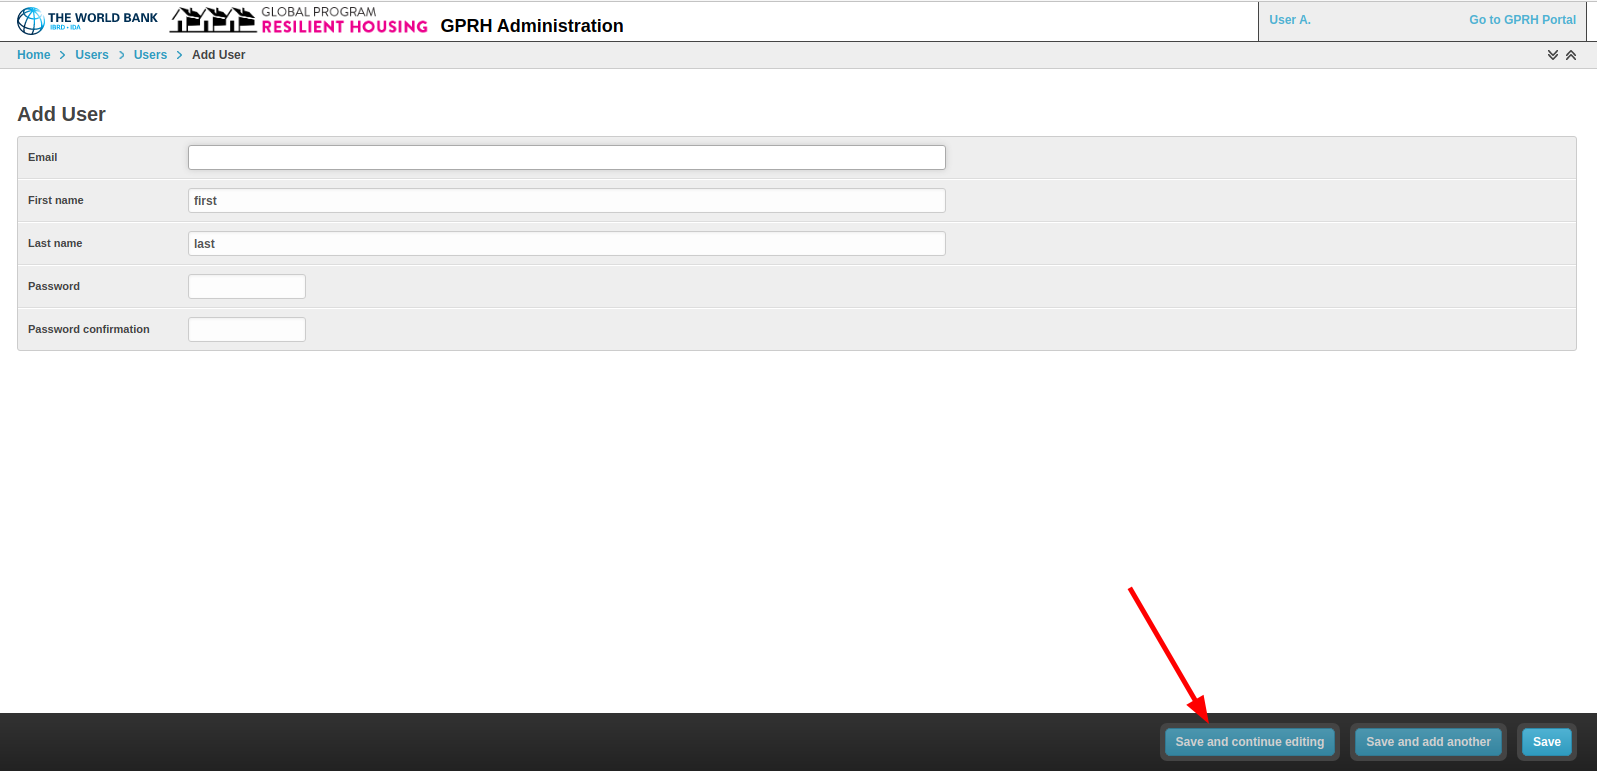 THE WORLD BANK
IBRD • IDA
GLOBAL PROGRAM
RESILIENT HOUSING
GPRH Administration
User A.
Go to GPRH Portal
Home > Users > Users > Add User
Add User
Email
First name
first
Last name
last
Password
Password confirmation
Save and continue editing
Save and add another
Save